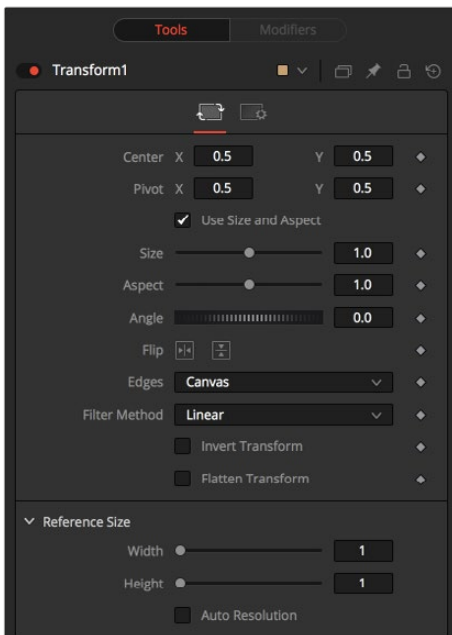 Tools Modifiers
Transform1
Center X 0.5 Y 0.5
Pivot X 0.5 Y 0.5
Use Size and Aspect
Size 1.0
Aspect 1.0
Angle 0.0
Flip
Edges Canvas
Filter Method Linear
Invert Transform
Flatten Transform
Reference Size
Width 1
Height 1
Auto Resolution